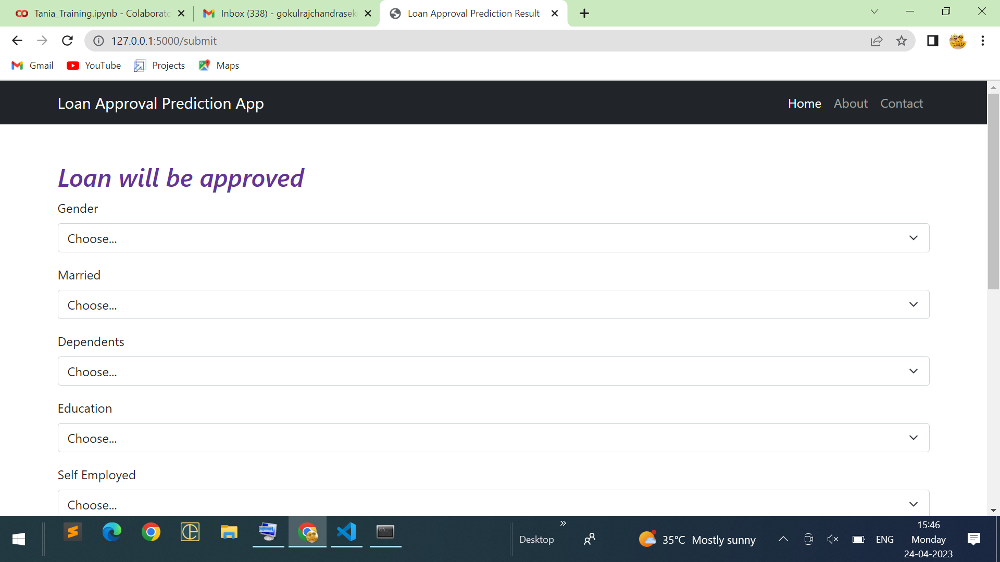 Tania_Training.ipynb - Colaborato
Inbox (338) - gokulrajchandraseke
Loan Approval Prediction Result
127.0.0.1:5000/submit
Gmail
YouTube
Projects
Maps
Loan Approval Prediction App
Home
About
Contact
Loan will be approved
Gender
Choose...
Married
Choose...
Dependents
Choose...
Education
Choose...
Self Employed
Choose...
Desktop
35°C Mostly sunny
ENG
15:46
Monday
24-04-2023